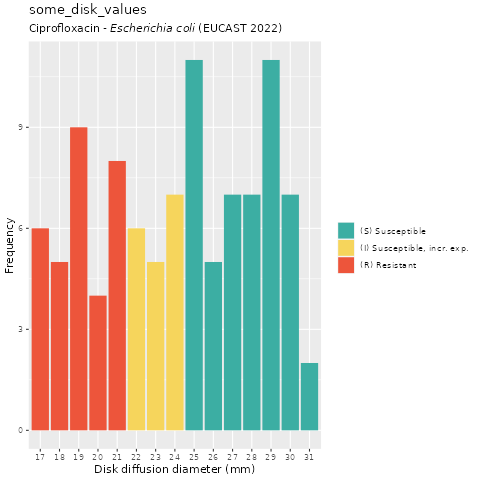 some_disk_values
Ciprofloxacin - Escherichia coli (EUCAST 2022)
Frequency
9
6
3
0
17 18 19 20 21 22 23 24 25 26 27 28 29 30 31
Disk diffusion diameter (mm)
(S) Susceptible
(I) Susceptible, incr. exp.
(R) Resistant